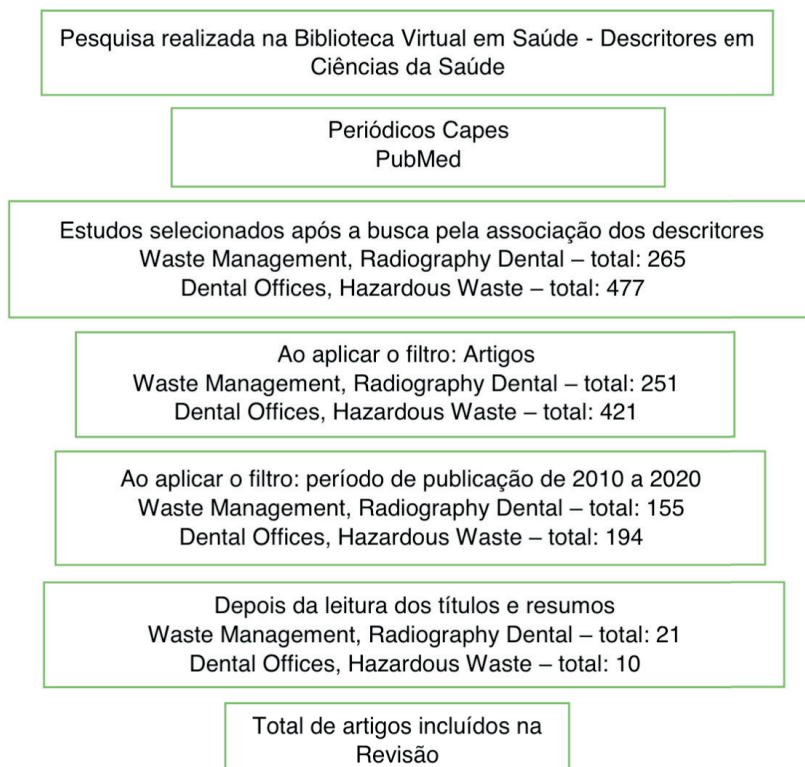 Pesquisa realizada na Biblioteca Virtual em Saúde - Descritores em
Ciências da Saúde
Periódicos Capes
PubMed
Estudos selecionados após a busca pela associação dos descritores
Waste Management, Radiography Dental – total: 265
Dental Offices, Hazardous Waste – total: 477
Ao aplicar o filtro: Artigos
Waste Management, Radiography Dental – total: 251
Dental Offices, Hazardous Waste – total: 421
Ao aplicar o filtro: período de publicação de 2010 a 2020
Waste Management, Radiography Dental – total: 155
Dental Offices, Hazardous Waste – total: 194
Depois da leitura dos títulos e resumos
Waste Management, Radiography Dental – total: 21
Dental Offices, Hazardous Waste – total: 10
Total de artigos incluídos na
Revisão